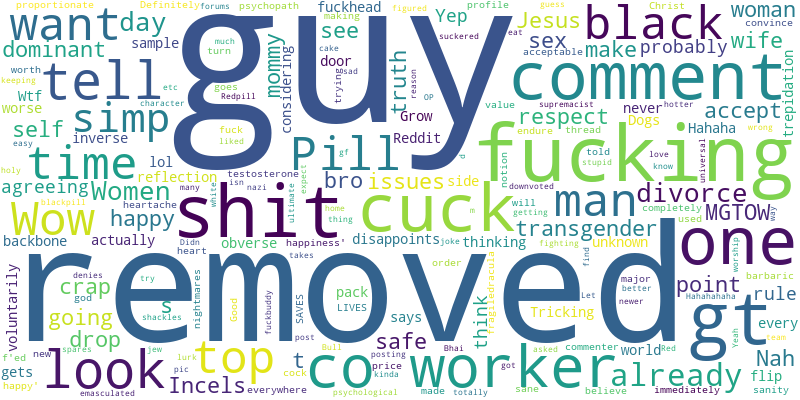 proportionate Definitely forums psychopath fuckhead making figured profile Christ
want day Yep see Jesus black woman convince
dominant sample much turn cake door suckered eat sex acceptable make probably wife
guy
tell mommy considering trying sad truth reason OP comment
Wtf worth keeping character etc goes Redpill Grow value supremacist hotter never accept trepidation
worse simp fuck liked Reddit respect endure thread Dogs wrong
self inverse Pill gf notion told stupid Hahaha
easy
holy time lol testosterone bro issues side d fucking love know universal
agreeing reflection isn nazi ultimate expect will getting divorce
Women many white home thing cuck m man completely used MGTOW way
blackpill heartache shit
Wow happy transgender one
backbone actually Didn heart happiness' joke disappoints thinking unknown fighting find
voluntarily denies obverse takes order removed major better newer point worship barbaric
crap god try nightmares SAVES pack LIVES says think fragiledracula Hahahahaha rule
s shackles Good fuckbuddy Tricking Let gt every
going drop post safe world Yeah team
f'ed new spares jew t Bull commenter Red Nah
gets look lurk top co worker asked already flip
happy' pic Incels everywhere cock psychological posting kinda price made Bhai totally got sane guess believe immediately sanity
emasculated downvoted